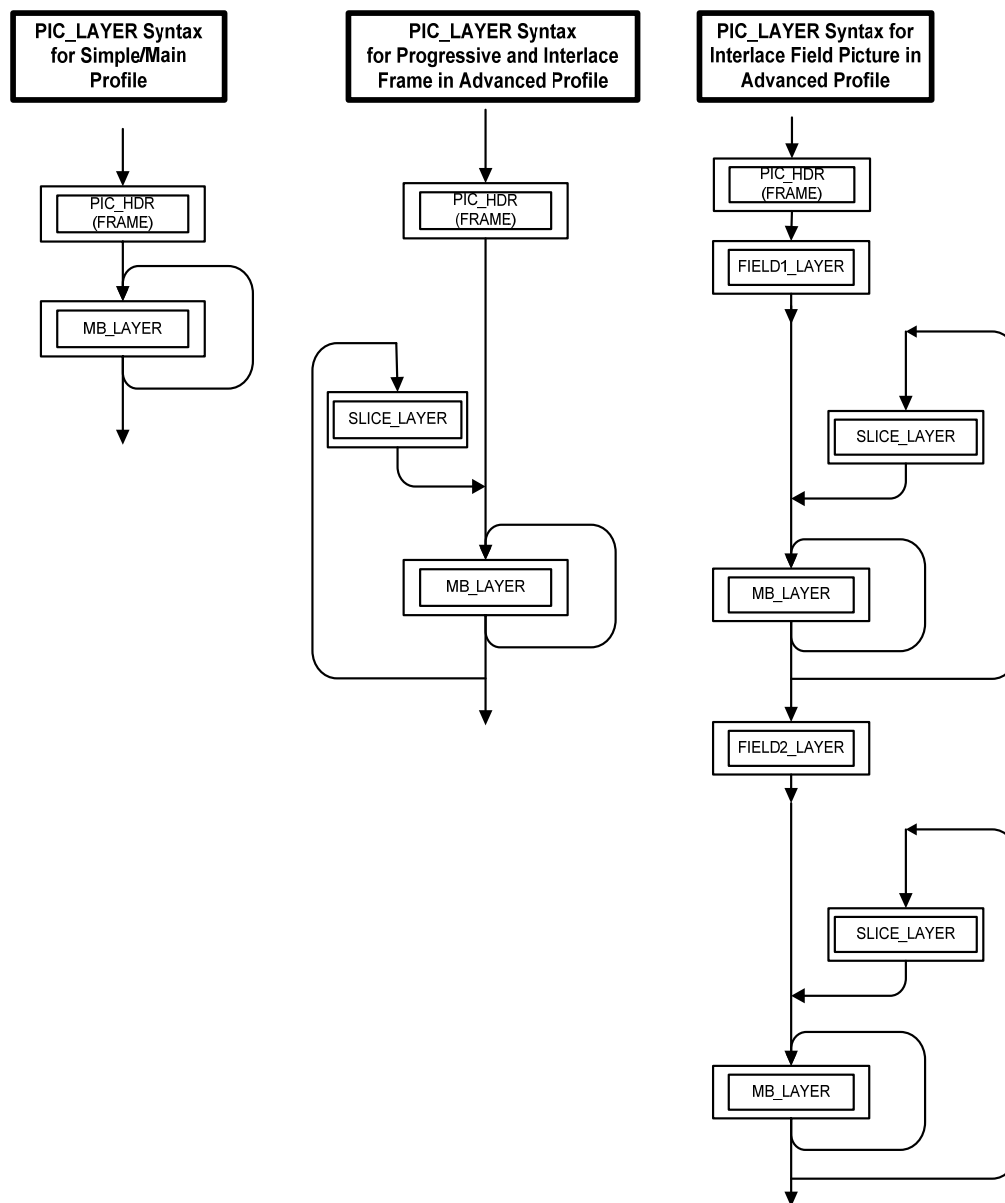 PIC_LAYER Syntax
for Simple/Main
Profile
PIC_HDR
(FRAME)
MB_LAYER
PIC_LAYER Syntax
for Progressive and Interlace
Frame in Advanced Profile
PIC_HDR
(FRAME)
SLICE_LAYER
MB_LAYER
PIC_LAYER Syntax for
Interlace Field Picture in
Advanced Profile
PIC_HDR
(FRAME)
FIELD1_LAYER
SLICE_LAYER
MB_LAYER
FIELD2_LAYER
SLICE_LAYER
MB_LAYER